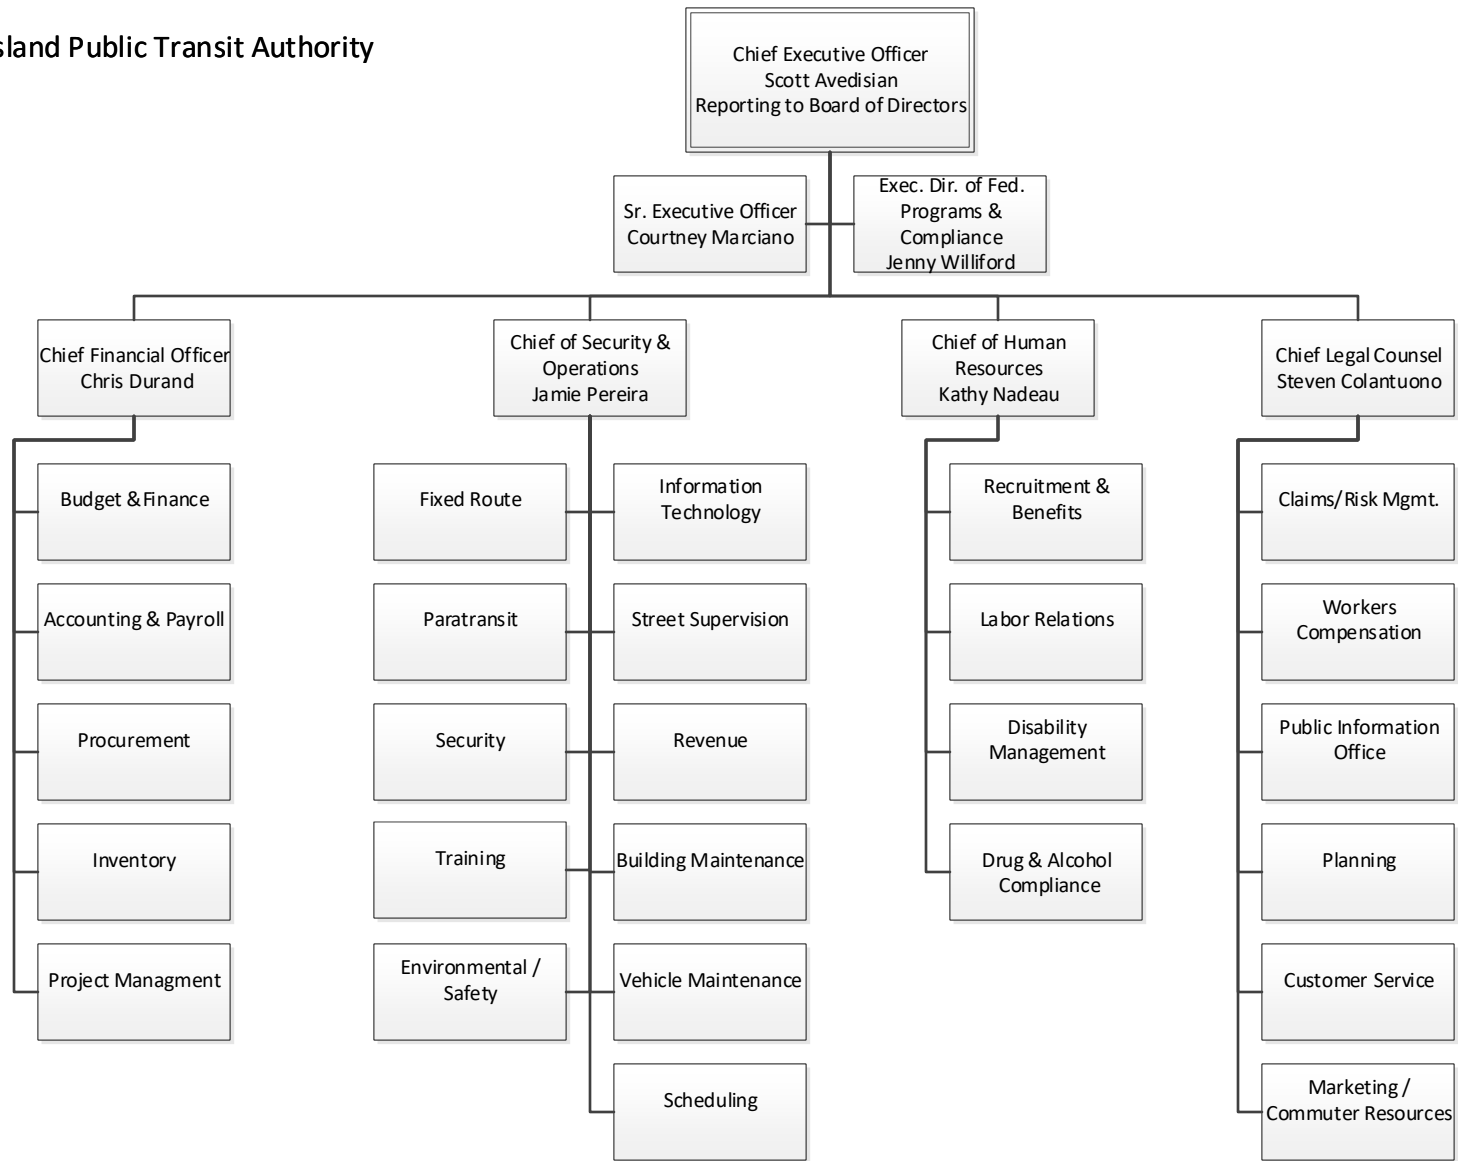 sland Public Transit Authority
Chief Executive Officer
Scott Avedisian
Reporting to Board of Directors
Sr. Executive Officer
Courtney Marciano
Exec. Dir. of Fed.
Programs &
Compliance
Jenny Williford
Chief Financial Officer
Chris Durand
Chief of Security &
Operations
Jamie Pereira
Chief of Human
Resources
Kathy Nadeau
Chief Legal Counsel
Steven Colantuono
Budget & Finance
Accounting & Payroll
Procurement
Inventory
Project Managment
Fixed Route
Paratransit
Security
Training
Environmental /
Safety
Information
Technology
Street Supervision
Revenue
Building Maintenance
Vehicle Maintenance
Scheduling
Recruitment &
Benefits
Labor Relations
Disability
Management
Drug & Alcohol
Compliance
Claims/Risk Mgmt.
Workers
Compensation
Public Information
Office
Planning
Customer Service
Marketing /
Commuter Resources